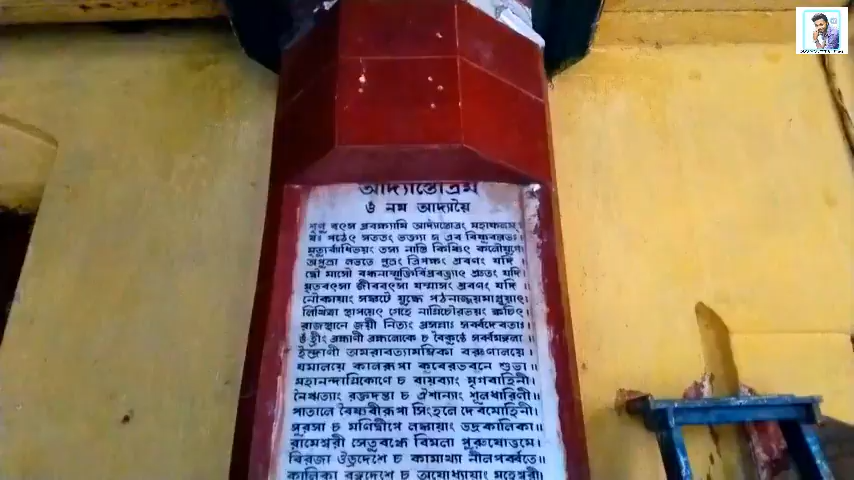 আদ্যাস্তোত্রম
ওঁ নম আদ্যায়ৈ
শৃণু বৎস প্রবক্ষ্যামি আদ্যাস্তোত্রং মহাফলম্
যঃ পঠেৎ সততং ভক্ত্যা স এব বিষ্ণুবল্লভঃ
মৃত্যুর্ব্যাধিভয়ং তস্য নাস্তি কিঞ্চিৎ কলৌযুগে
অপুত্রা লভতে পুত্রং ত্রিপক্ষং শ্রবণং যদি
দ্বৌ মাসৌ বন্ধনান্মুক্তির্বিপ্রবক্ত্রাৎ শ্রুতং যদি
মৃতবৎসা জীববৎসা ষন্মাসং শ্রবণং যদি
নৌকায়াং সঙ্কটে যুদ্ধে পঠনাজ্জয়মাপ্নুয়াৎ
লিখিত্বা স্থাপয়েৎ গেহে নাগ্নিচৌরভয়ং ক্বচিৎ
রাজস্থানে জয়ী নিত্যং প্রসন্নাঃ সর্ব্বদেবতাঃ
ওঁ হ্রীং ব্রহ্মাণী ব্রহ্মলোকে চ বৈকুন্ঠে সর্ব্বমঙ্গলা
ইন্দ্রাণী অমরাবত্যামম্বিকা বরুণালয়ে
যমালয়ে কালরূপা কুবেরভবনে শুভা॥
মহানন্দাগ্নিকোণে চ বায়ব্যাং মৃগবাহিনী
নৈঋত্যাং রক্তদন্তা চ ঐশান্যাং শূলধারিণী॥
পাতালে বৈষ্ণবীরূপা সিংহলে দেবমোহিনী
সুরসা চ মণিদ্বীপে লঙ্কায়াং ভদ্রকালিকা॥
রামেশ্বরী সেতুবন্ধে বিমলা পুরুষোত্তমে
বিরজা ঔড্রদেশে চ কামাখ্যা নীলপর্ব্বতে॥
কালিকা বঙ্গদেশে চ অযোধ্যায়াং মহেশ্বরী